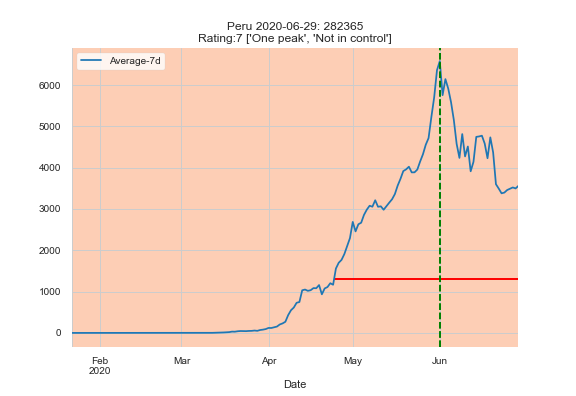 Peru 2020-06-29: 282365
Rating:7 ['One peak', 'Not in control']
Average-7d
6000
5000
4000
3000
2000
1000
0
Feb Mar Apr May Jun
2020
Date